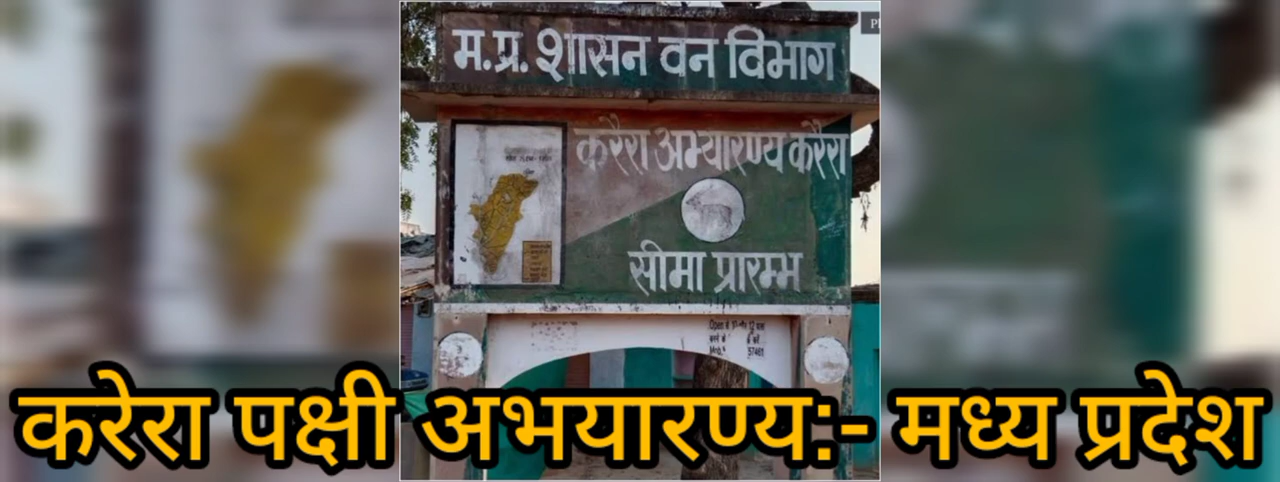 म.प्र. शासन वन विभाग
करैरा अभ्यारण्य करैरा
सीमा प्रारम्भ
करेरा पक्षी अभयारण्य:- मध्य प्रदेश